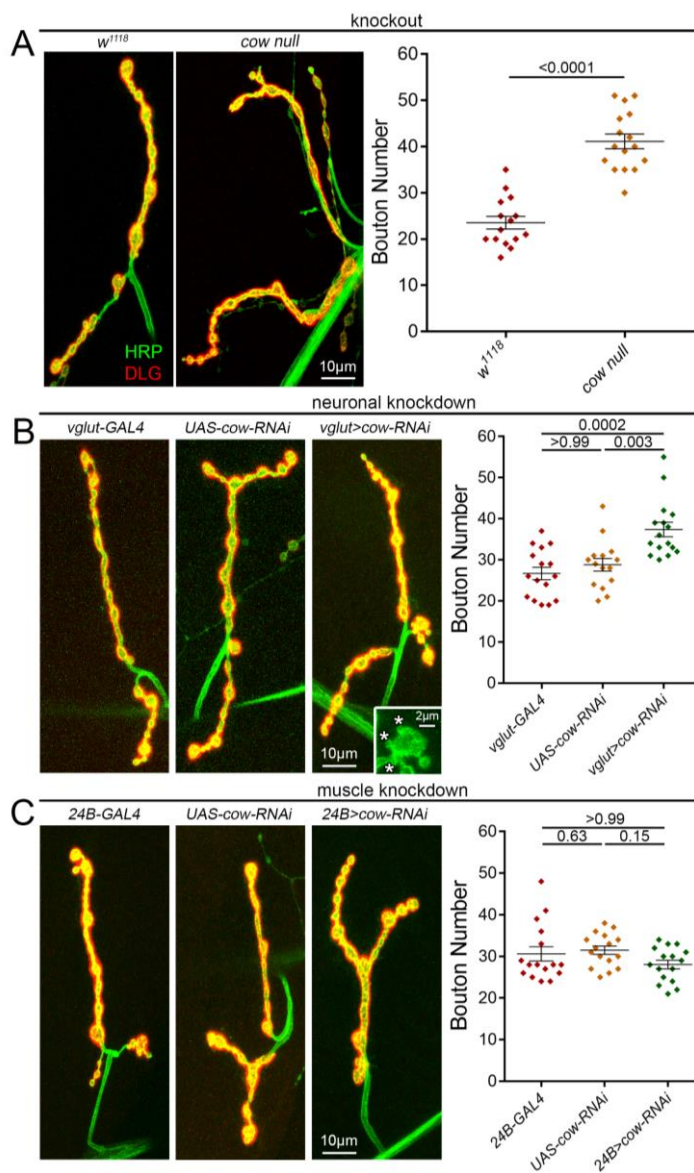 knockout
A
w1118
cow null
HRP
DLG
10μm
Bouton Number
60
50
40
30
20
10
0
<0.0001
w1118
cow null
neuronal knockdown
B
vglut-GAL4
UAS-cow-RNAi
vglut>cow-RNAi
10μm
2μm
* * *
Bouton Number
60
50
40
30
20
10
0
0.0002
>0.99 0.003
vglut-GAL4
UAS-cow-RNAi
vglut>cow-RNAi
muscle knockdown
C
24B-GAL4
UAS-cow-RNAi
24B>cow-RNAi
10μm
Bouton Number
60
50
40
30
20
10
0
>0.99
0.63 0.15
24B-GAL4
UAS-cow-RNAi
24B>cow-RNAi